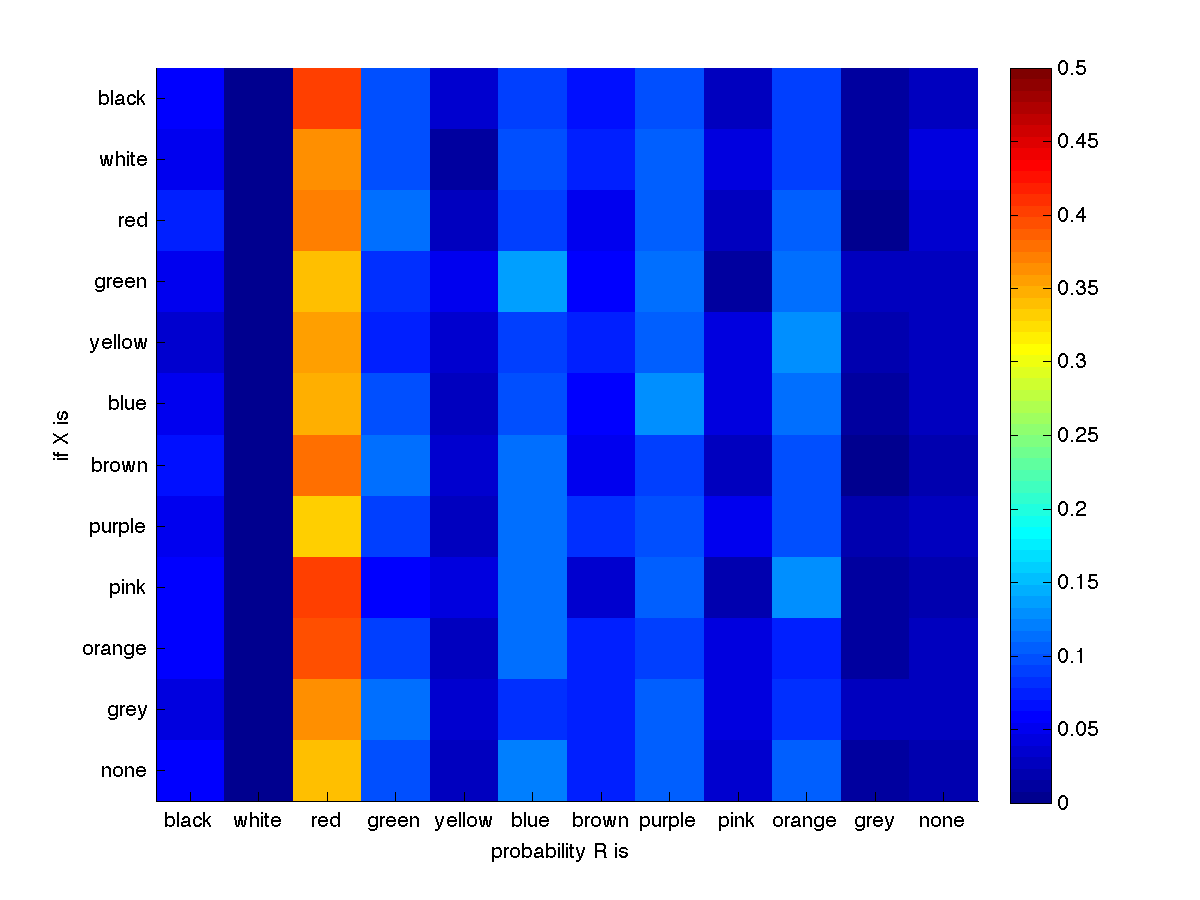 black
white
red
green
yellow
blue
brown
purple
pink
orange
grey
none
if X is
black white red green yellow blue brown purple pink orange grey none
probability R is
0.5
0.45
0.4
0.35
0.3
0.25
0.2
0.15
0.1
0.05
0